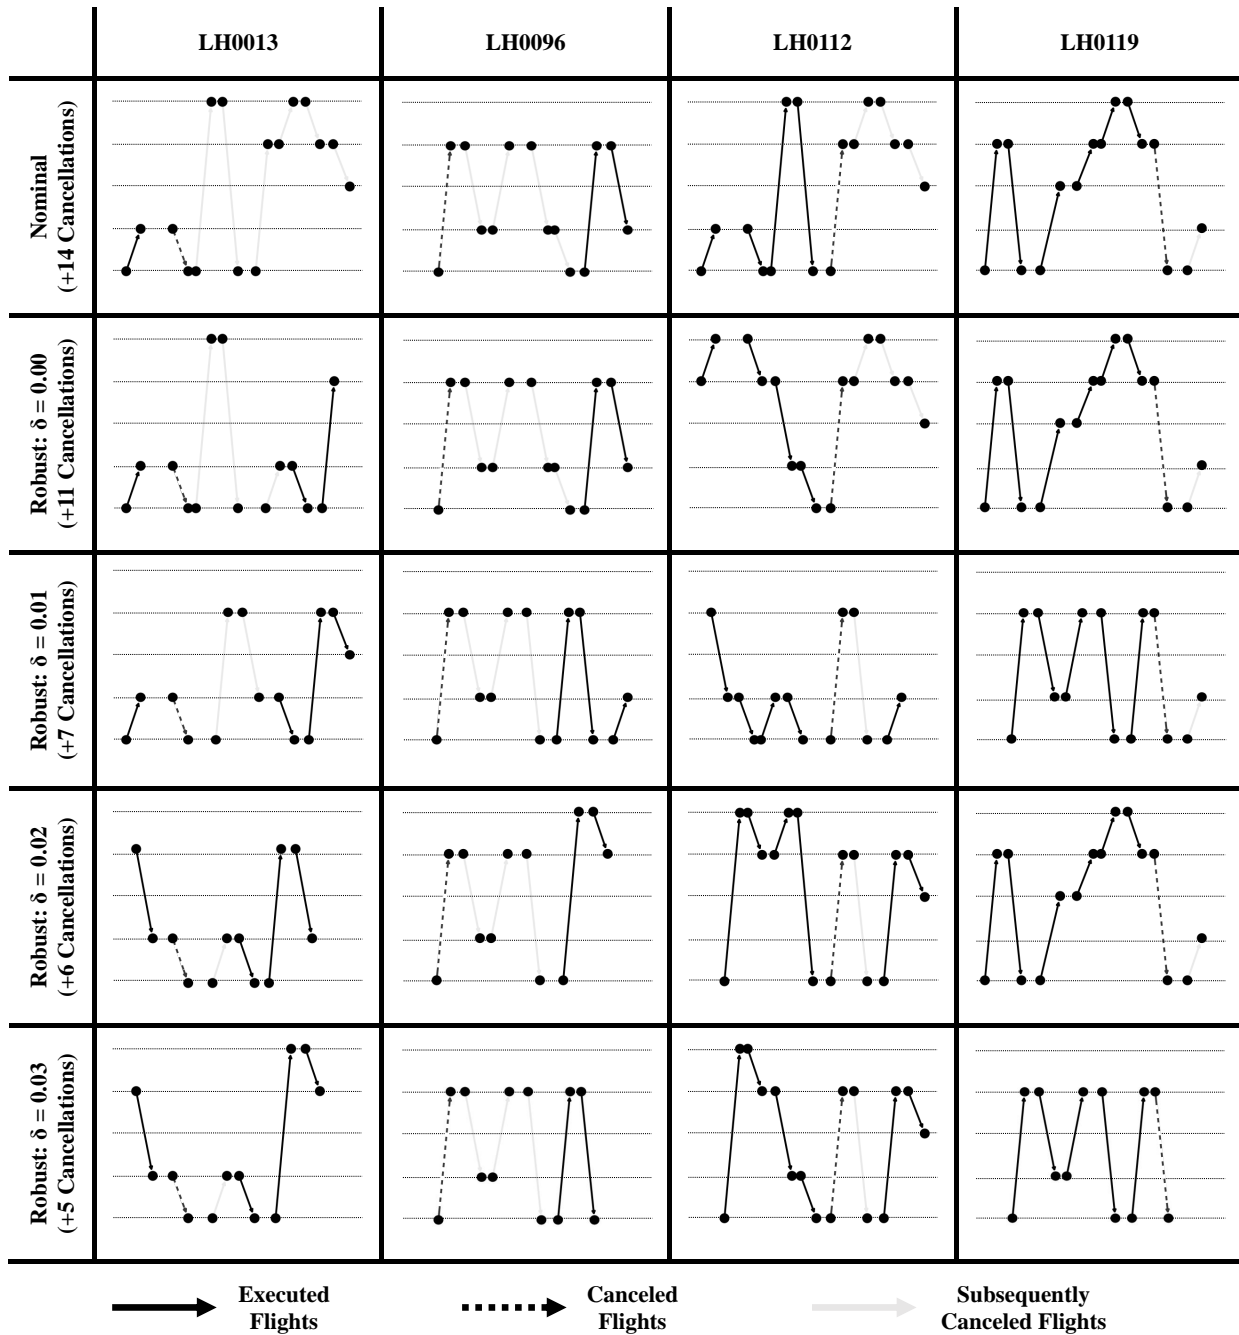 LH0013
LH0096
LH0112
LH0119
Nominal
(+14 Cancellations)
Robust: δ = 0.00
(+11 Cancellations)
Robust: δ = 0.01
(+7 Cancellations)
Robust: δ = 0.02
(+6 Cancellations)
Robust: δ = 0.03
(+5 Cancellations)
Executed
Flights
Canceled
Flights
Subsequently
Canceled Flights